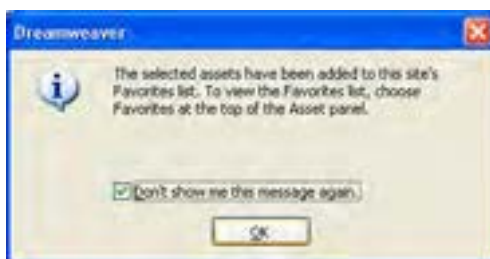 Dreamweaver
The selected assets have been added to this site's
Favorites list. To view the Favorites list, choose
Favorites at the top of the Asset panel.
Don't show me this message again.
OK